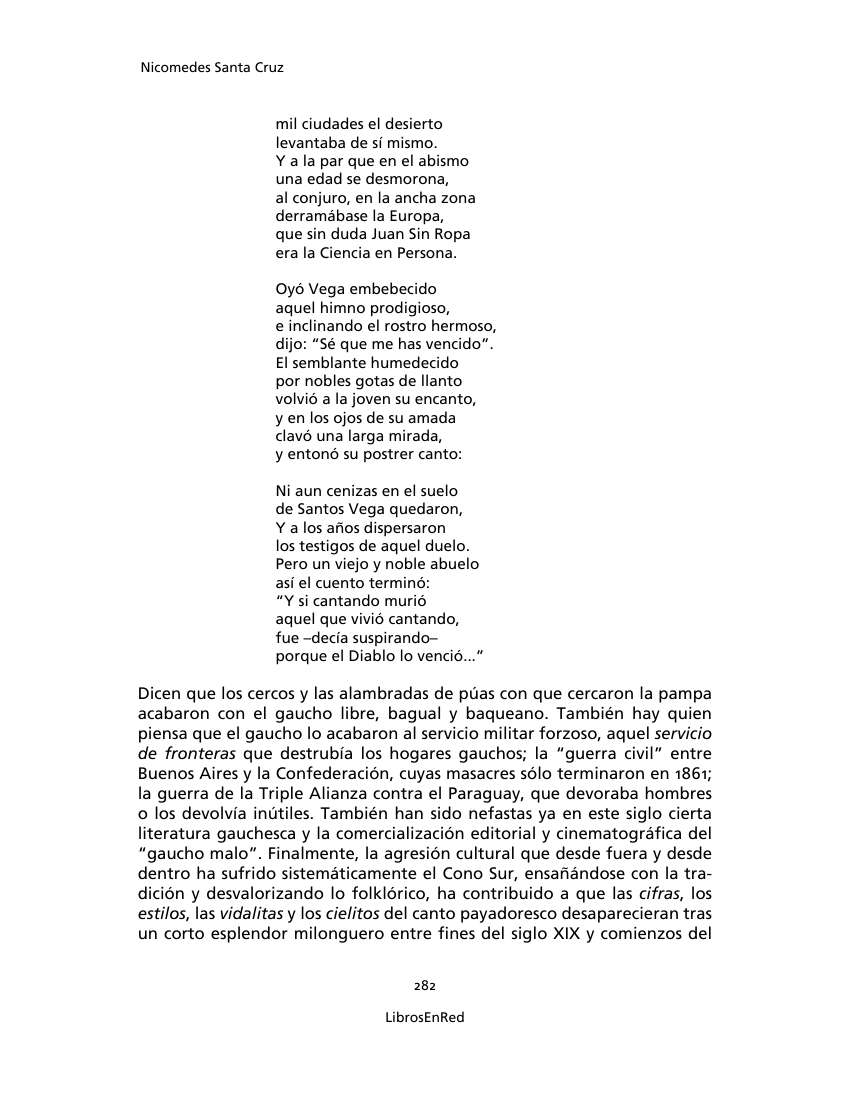 Nicomedes Santa Cruz
mil ciudades el desierto
levantaba de sí mismo.
Y a la par que en el abismo
una edad se desmorona,
al conjuro, en la ancha zona
derramábase la Europa,
que sin duda Juan Sin Ropa
era la Ciencia en Persona.
Oyó Vega embebecido
aquel himno prodigioso,
e inclinando el rostro hermoso,
dijo: “Sé que me has vencido”.
El semblante humedecido
por nobles gotas de llanto
volvió a la joven su encanto,
y en los ojos de su amada
clavó una larga mirada,
y entonó su postrer canto:
Ni aun cenizas en el suelo
de Santos Vega quedaron,
Y a los años dispersaron
los testigos de aquel duelo.
Pero un viejo y noble abuelo
así el cuento terminó:
“Y si cantando murió
aquel que vivió cantando,
fue –decía suspirando–
porque el Diablo lo venció...”
Dicen que los cercos y las alambradas de púas con que cercaron la pampa
acabaron con el gaucho libre, bagual y baqueano. También hay quien
piensa que el gaucho lo acabaron al servicio militar forzoso, aquel servicio
de fronteras que destrubía los hogares gauchos; la “guerra civil” entre
Buenos Aires y la Confederación, cuyas masacres sólo terminaron en 1861;
la guerra de la Triple Alianza contra el Paraguay, que devoraba hombres
o los devolvía inútiles. También han sido nefastas ya en este siglo cierta
literatura gauchesca y la comercialización editorial y cinematográfica del
“gaucho malo”. Finalmente, la agresión cultural que desde fuera y desde
dentro ha sufrido sistemáticamente el Cono Sur, ensañándose con la tra-
dición y desvalorizando lo folklórico, ha contribuido a que las cifras, los
estilos, las vidalitas y los cielitos del canto payadoresco desaparecieran tras
un corto esplendor milonguero entre fines del siglo XIX y comienzos del
282
LibrosEnRed